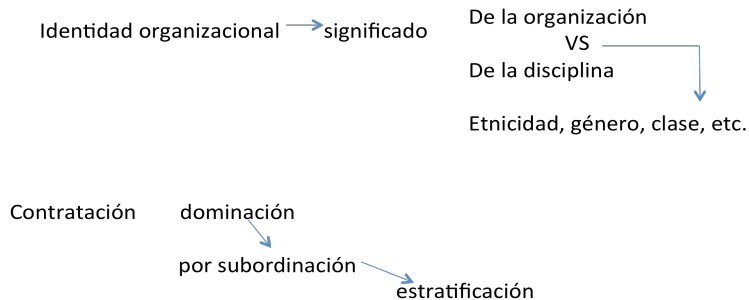 Identidad organizacional significado
De la organización
VS
De la disciplina
Etnicidad, género, clase, etc.
Contratación dominación
por subordinación
estratificación